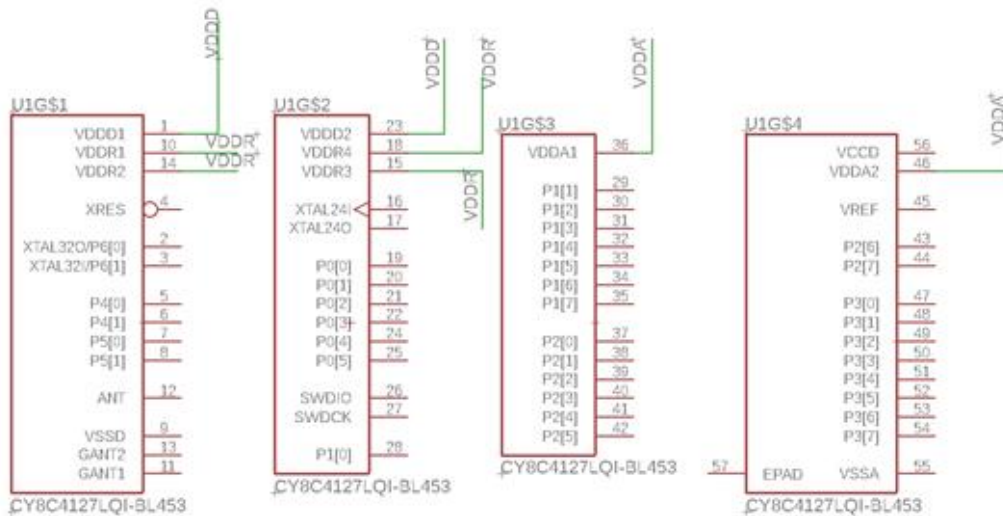 VDDD
U1G$1
VDDD1 1
VDDR1 10 VDDR
VDDR2 14 VDDR
XRES 4
XTAL32O/P6[0] 2
XTAL32I/P6[1] 3
P4[0] 5
P4[1] 6
P5[0] 7
P5[1] 8
ANT 12
VSSD 9
GANT2 13
GANT1 11
CY8C4127LQI-BL453
VDDD
VDDR
U1G$2
VDDD2 23
VDDR4 18
VDDR3 15
VDDR
XTAL24I 16
XTAL24O 17
P0[0] 19
P0[1] 20
P0[2] 21
P0[3] 22
P0[4] 24
P0[5] 25
SWDIO 26
SWDCK 27
P1[0] 28
CY8C4127LQI-BL453
VDDA
U1G$3
VDDA1 36
P1[1] 29
P1[2] 30
P1[3] 31
P1[4] 32
P1[5] 33
P1[6] 34
P1[7] 35
P2[0] 37
P2[1] 38
P2[2] 39
P2[3] 40
P2[4] 41
P2[5] 42
CY8C4127LQI-BL453
VDDA
U1G$4
VCCD 56
VDDA2 46
VREF 45
P2[6] 43
P2[7] 44
P3[0] 47
P3[1] 48
P3[2] 49
P3[3] 50
P3[4] 51
P3[5] 52
P3[6] 53
P3[7] 54
57 EPAD VSSA 55
CY8C4127LQI-BL453